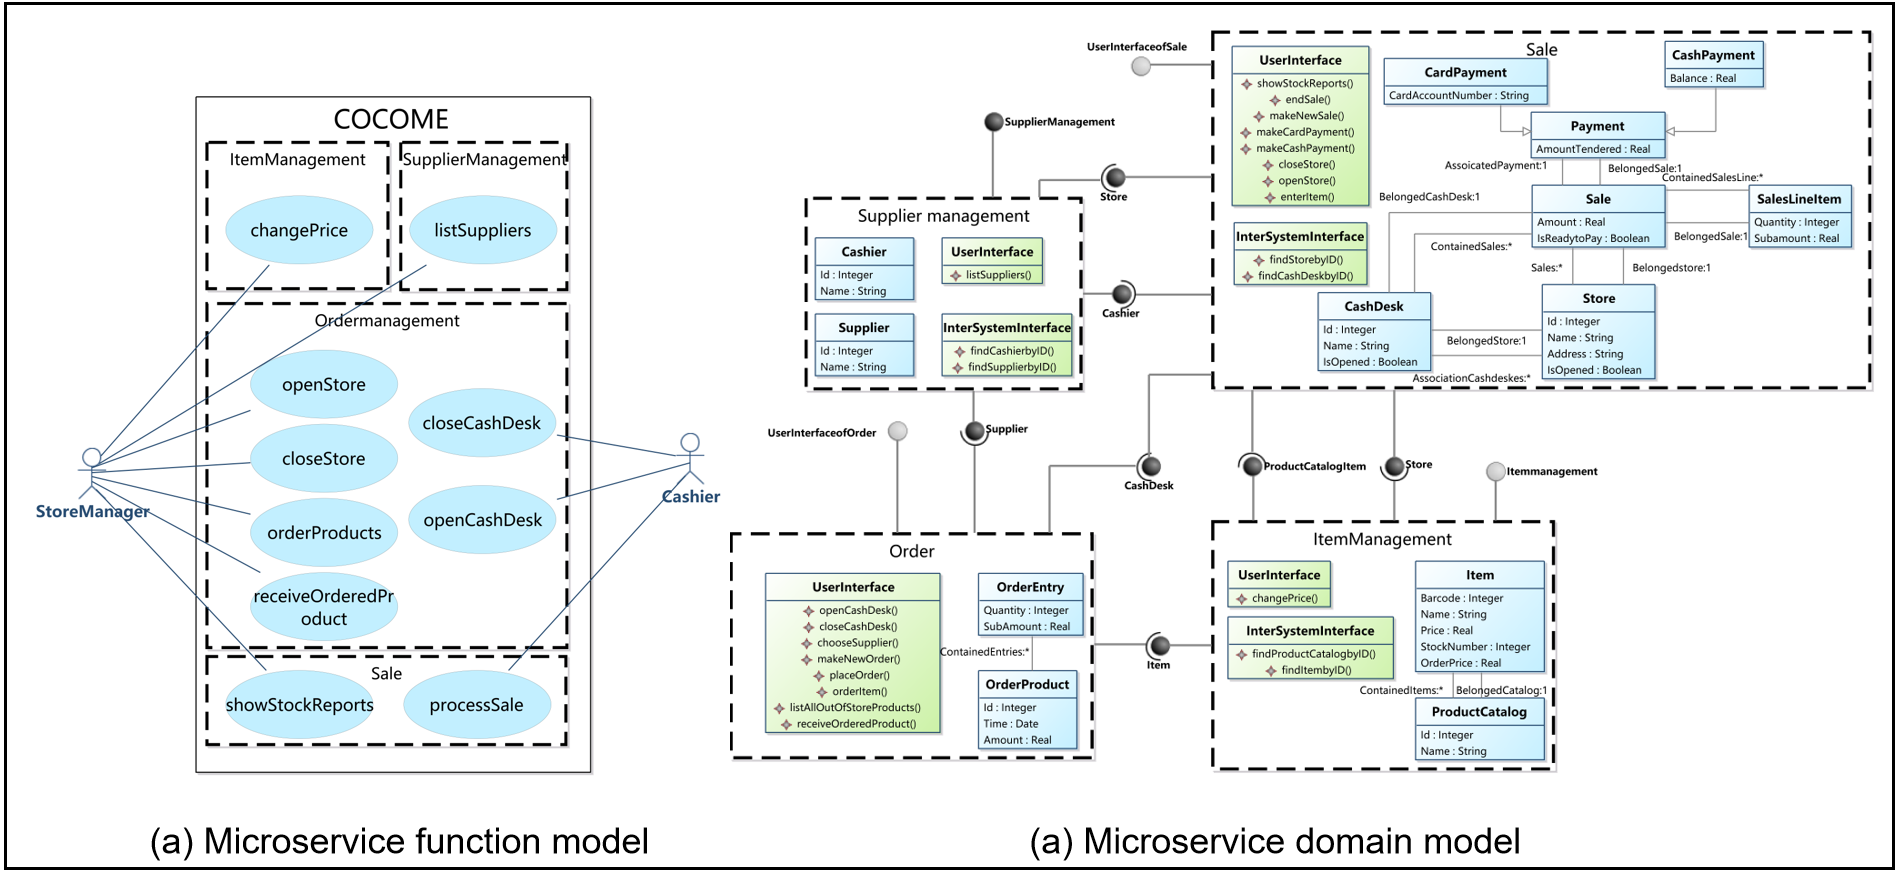 COCOME
ItemManagement
SupplierManagement
changePrice
listSuppliers
Ordermanagement
openStore
closeCashDesk
closeStore
openCashDesk
orderProducts
receiveOrderedPr
oduct
Sale
showStockReports
processSale
StoreManager
Cashier
(a) Microservice function model
UserInterfaceofSale
SupplierManagement
Store
Supplier management
Cashier
Id : Integer
Name : String
UserInterface
listSuppliers()
Supplier
Id : Integer
Name : String
InterSystemInterface
findCashierbyID()
findSupplierbyID()
Cashier
Sale
UserInterface
showStockReports()
endSale()
makeNewSale()
makeCardPayment()
makeCashPayment()
closeStore()
openStore()
enterItem()
InterSystemInterface
findStorebyID()
findCashDeskbyID()
CardPayment
CardAccountNumber : String
CashPayment
Balance : Real
Payment
AmountTendered : Real
AssoicatedPayment:1
BelongedSale:1
ContainedSalesLine:*
BelongedCashDesk:1
Sale
Amount : Real
IsReadytoPay : Boolean
SalesLineItem
Quantity : Integer
Subamount : Real
BelongedSale:1
ContainedSales:*
Sales:*
Belongedstore:1
CashDesk
Id : Integer
Name : String
IsOpened : Boolean
BelongedStore:1
Store
Id : Integer
Name : String
Address : String
IsOpened : Boolean
AssociationCashdeskes:*
UserInterfaceofOrder
Supplier
CashDesk
ProductCatalogItem
Store
Itemmanagement
Order
UserInterface
openCashDesk()
closeCashDesk()
chooseSupplier()
makeNewOrder()
placeOrder()
orderItem()
listAllOutOfStoreProducts()
receiveOrderedProduct()
OrderEntry
Quantity : Integer
SubAmount : Real
ContainedEntries:*
OrderProduct
Id : Integer
Time : Date
Amount : Real
Item
ItemManagement
UserInterface
changePrice()
InterSystemInterface
findProductCatalogbyID()
findItembyID()
Item
Barcode : Integer
Name : String
Price : Real
StockNumber : Integer
OrderPrice : Real
ContainedItems:*
BelongedCatalog:1
ProductCatalog
Id : Integer
Name : String
(a) Microservice domain model